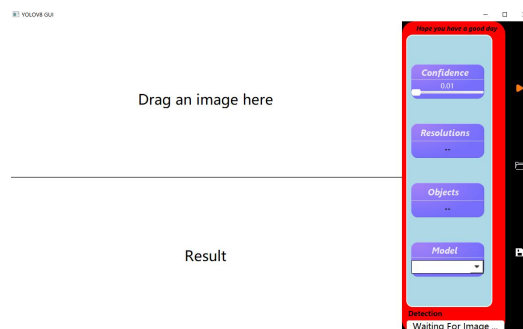 YOLOV8 GUI
Hope you have a good day
Drag an image here
Confidence
0.01
Resolutions
--
Objects
--
Result
Model
Detection
Waiting For Image ...